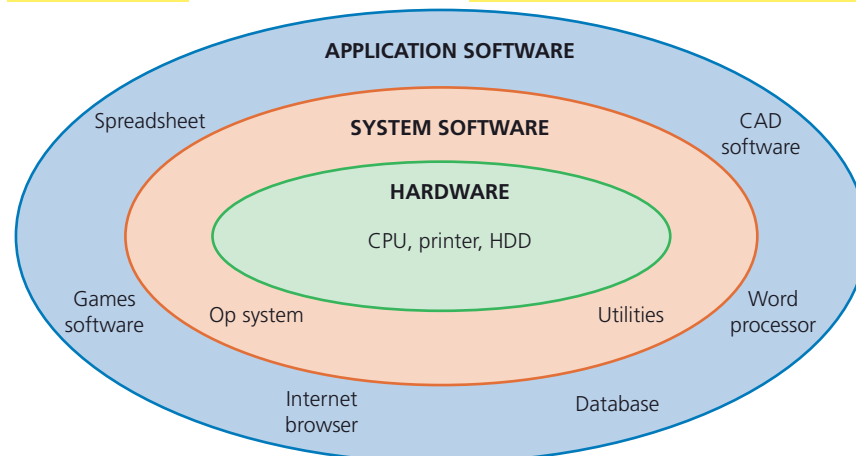 APPLICATION SOFTWARE
Spreadsheet
CAD
software
SYSTEM SOFTWARE
HARDWARE
CPU, printer, HDD
Games
software
Op system
Utilities
Word
processor
Internet
browser
Database